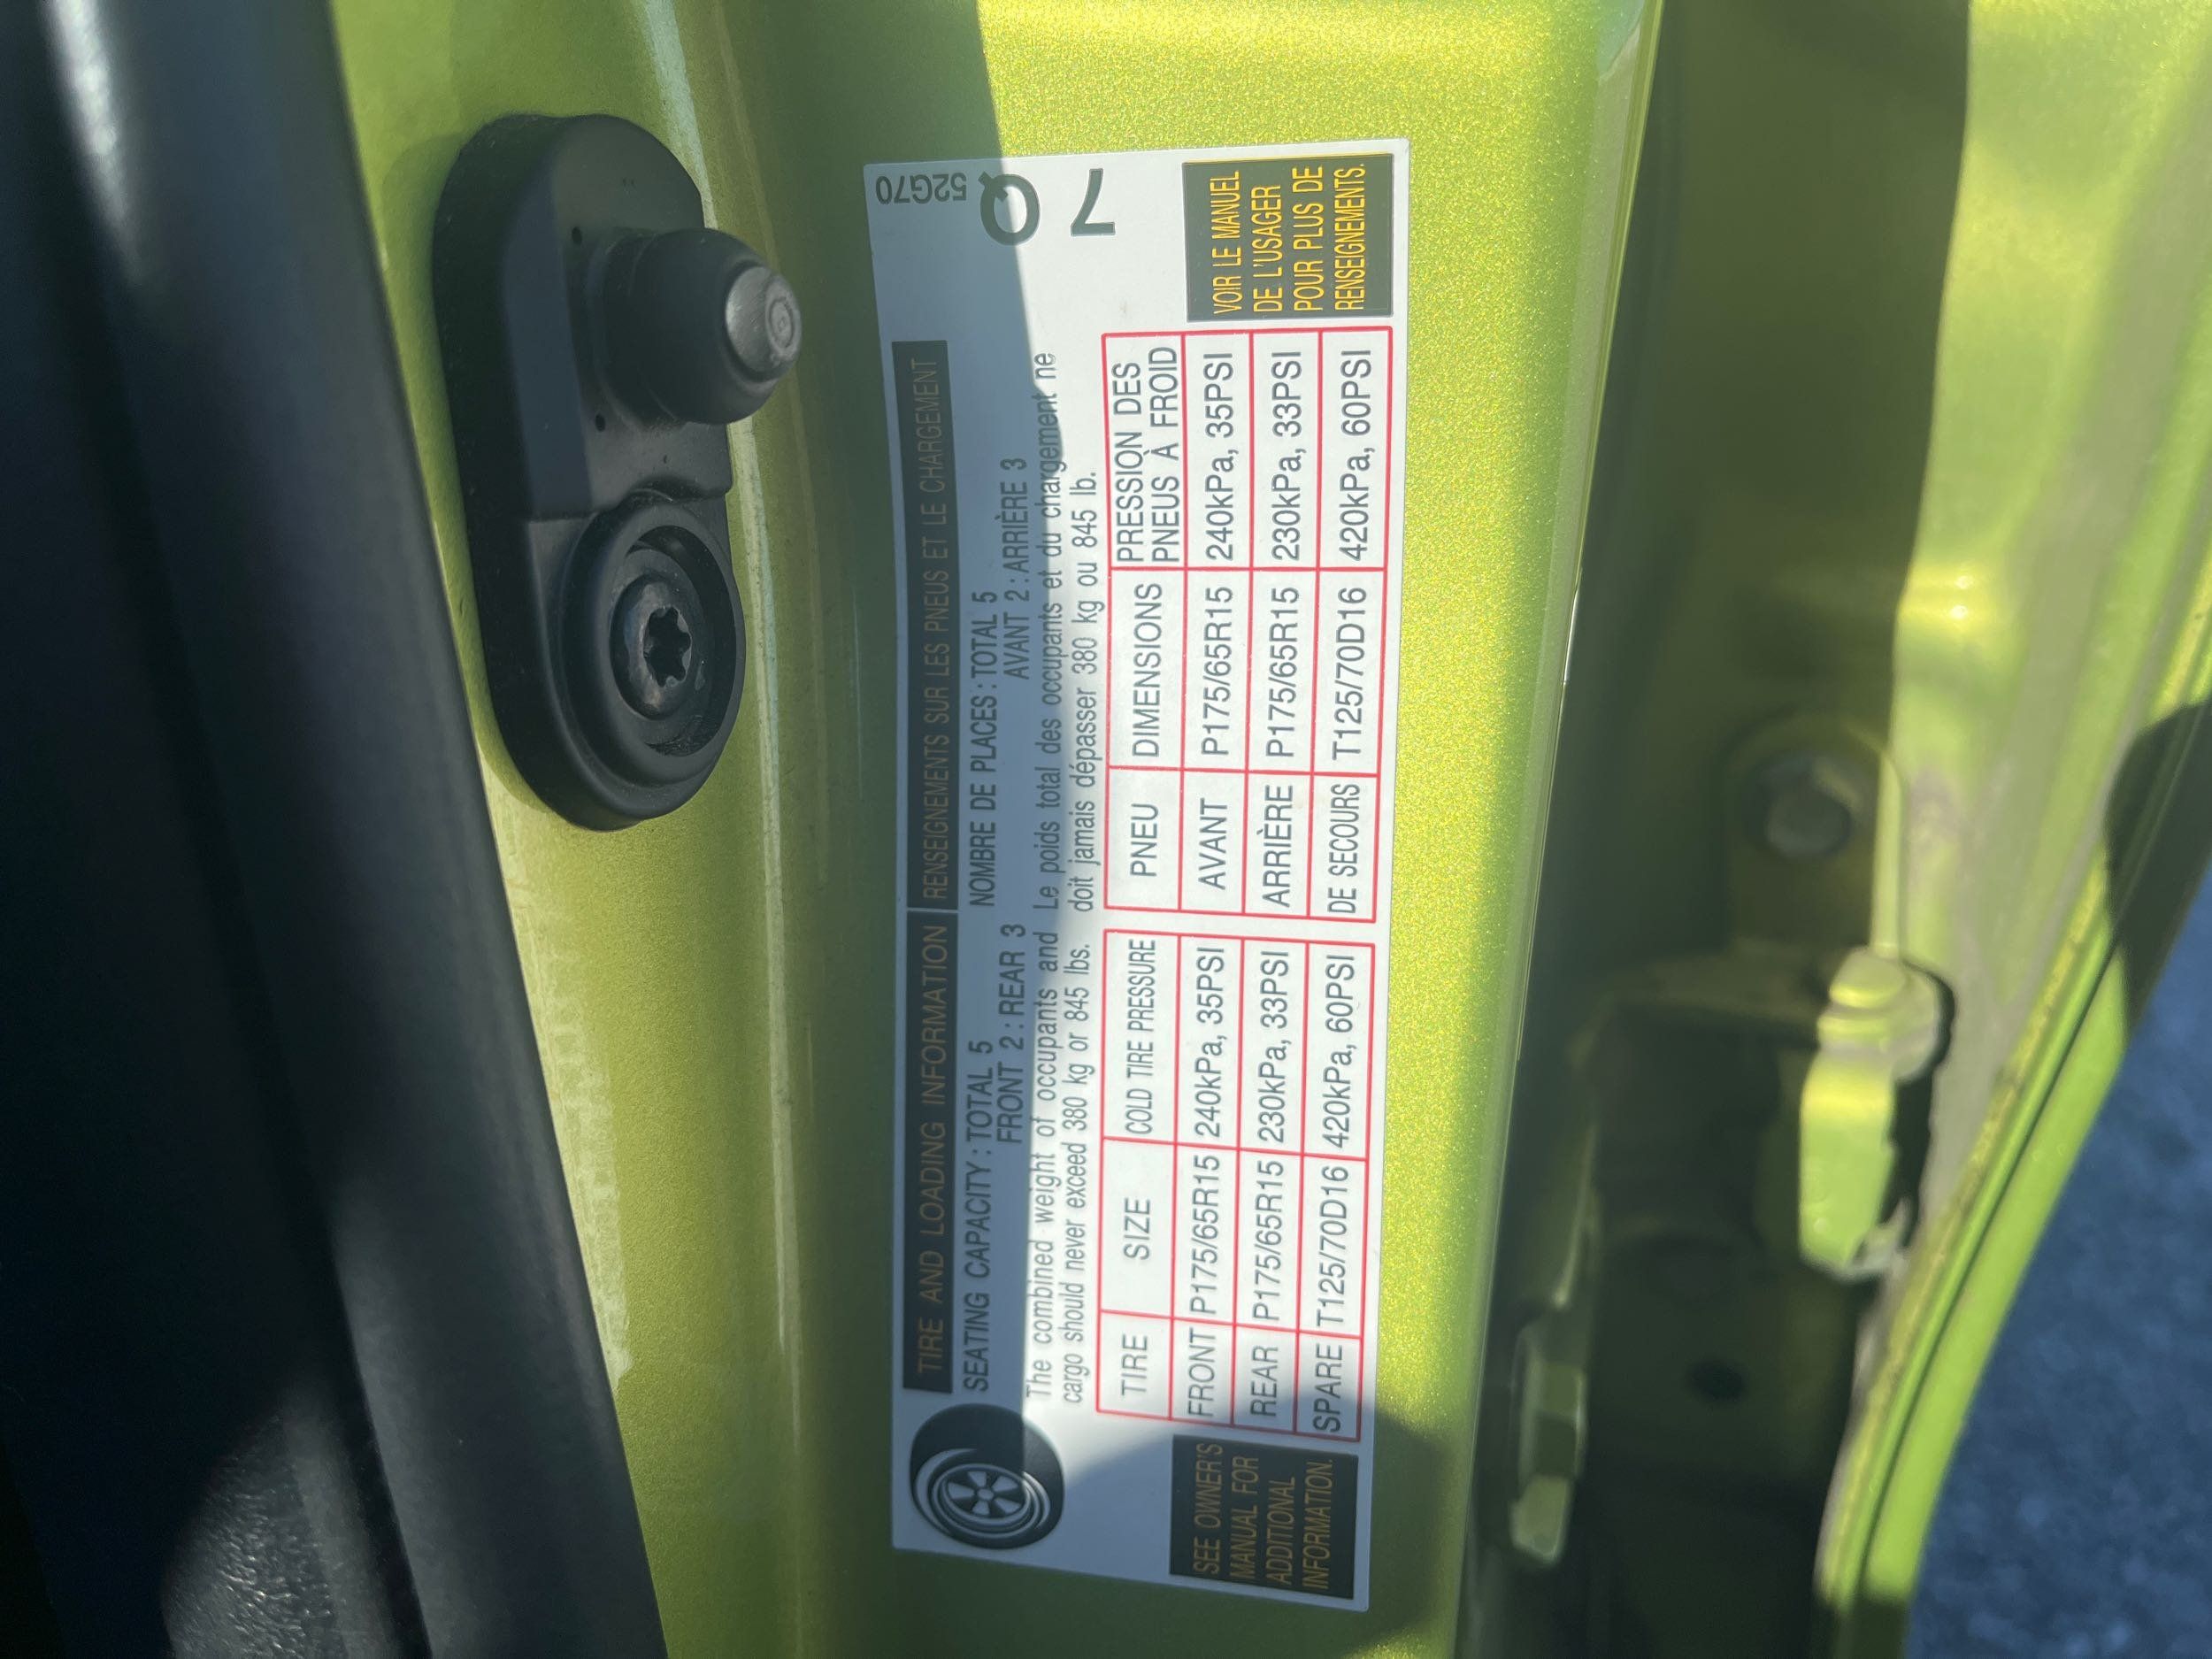 TIRE AND LOADING INFORMATION
RENSEIGNEMENTS SUR LES PNEUS ET LE CHARGEMENT
52G70
7Q
SEATING CAPACITY : TOTAL 5
FRONT 2 : REAR 3
The combined weight of occupants and
cargo should never exceed 380 kg or 845 lbs.
NOMBRE DE PLACES : TOTAL 5
AVANT 2 : ARRIÈRE 3
Le poids total des occupants et du chargement ne
doit jamais dépasser 380 kg ou 845 lb.
SEE OWNER'S
MANUAL FOR
ADDITIONAL
INFORMATION.
TIRE SIZE COLD TIRE PRESSURE
FRONT P175/65R15 240kPa, 35PSI
REAR P175/65R15 230kPa, 33PSI
SPARE T125/70D16 420kPa, 60PSI
PNEU DIMENSIONS PRESSION DES
PNEUS À FROID
AVANT P175/65R15 240kPa, 35PSI
ARRIÈRE P175/65R15 230kPa, 33PSI
DE SECOURS T125/70D16 420kPa, 60PSI
VOIR LE MANUEL
DE L'USAGER
POUR PLUS DE
RENSEIGNEMENTS.